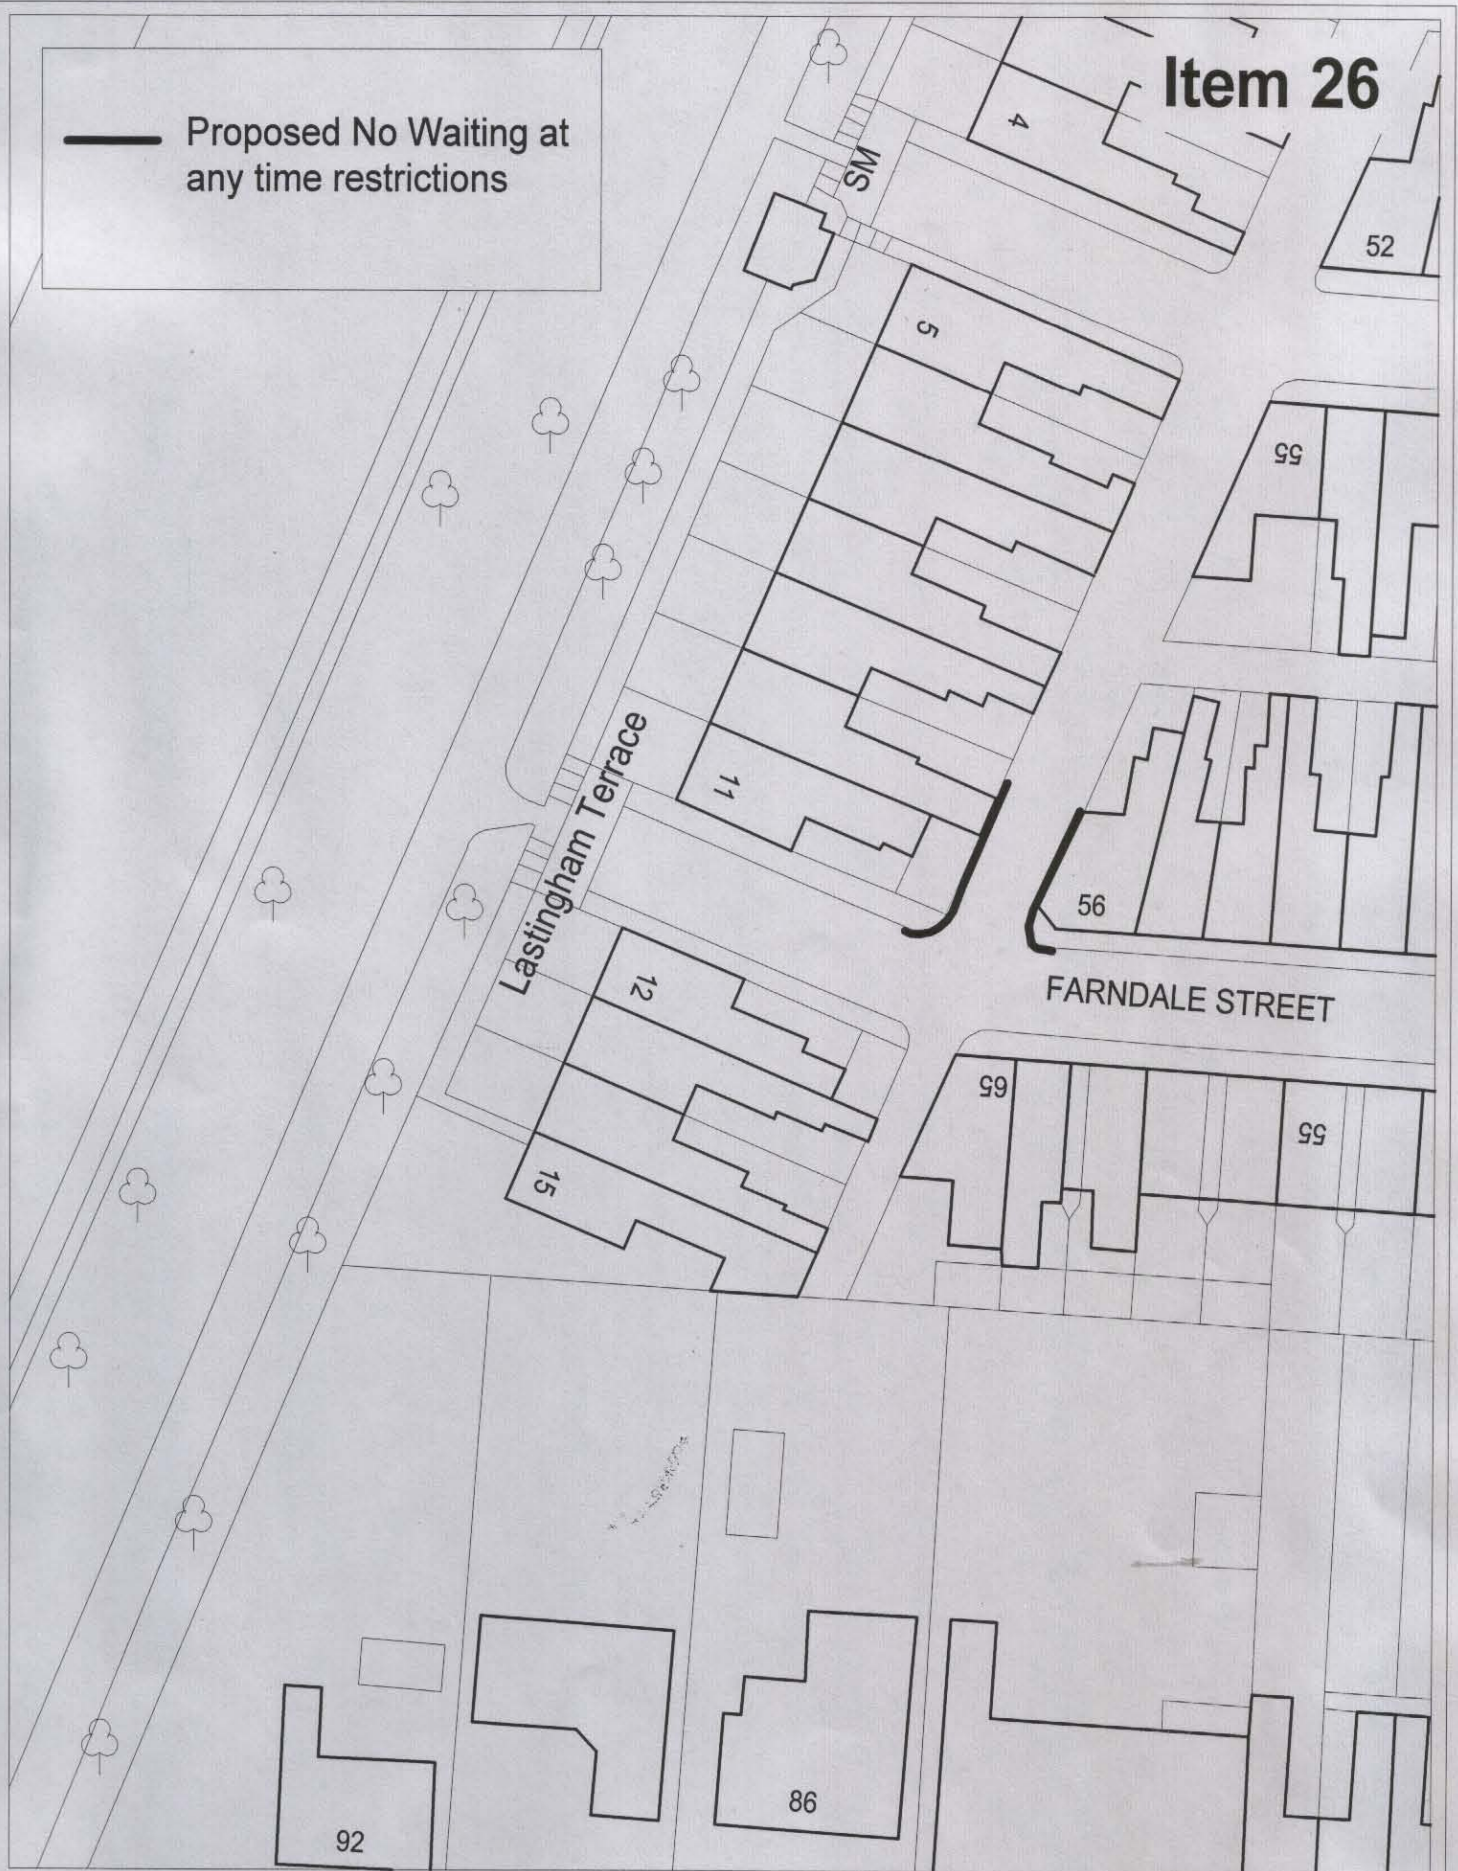 Item 26
Proposed No Waiting at
any time restrictions
4
SM
52
5
55
Lastingham Terrace
11
56
12
FARNDALE STREET
65
55
15
86
92